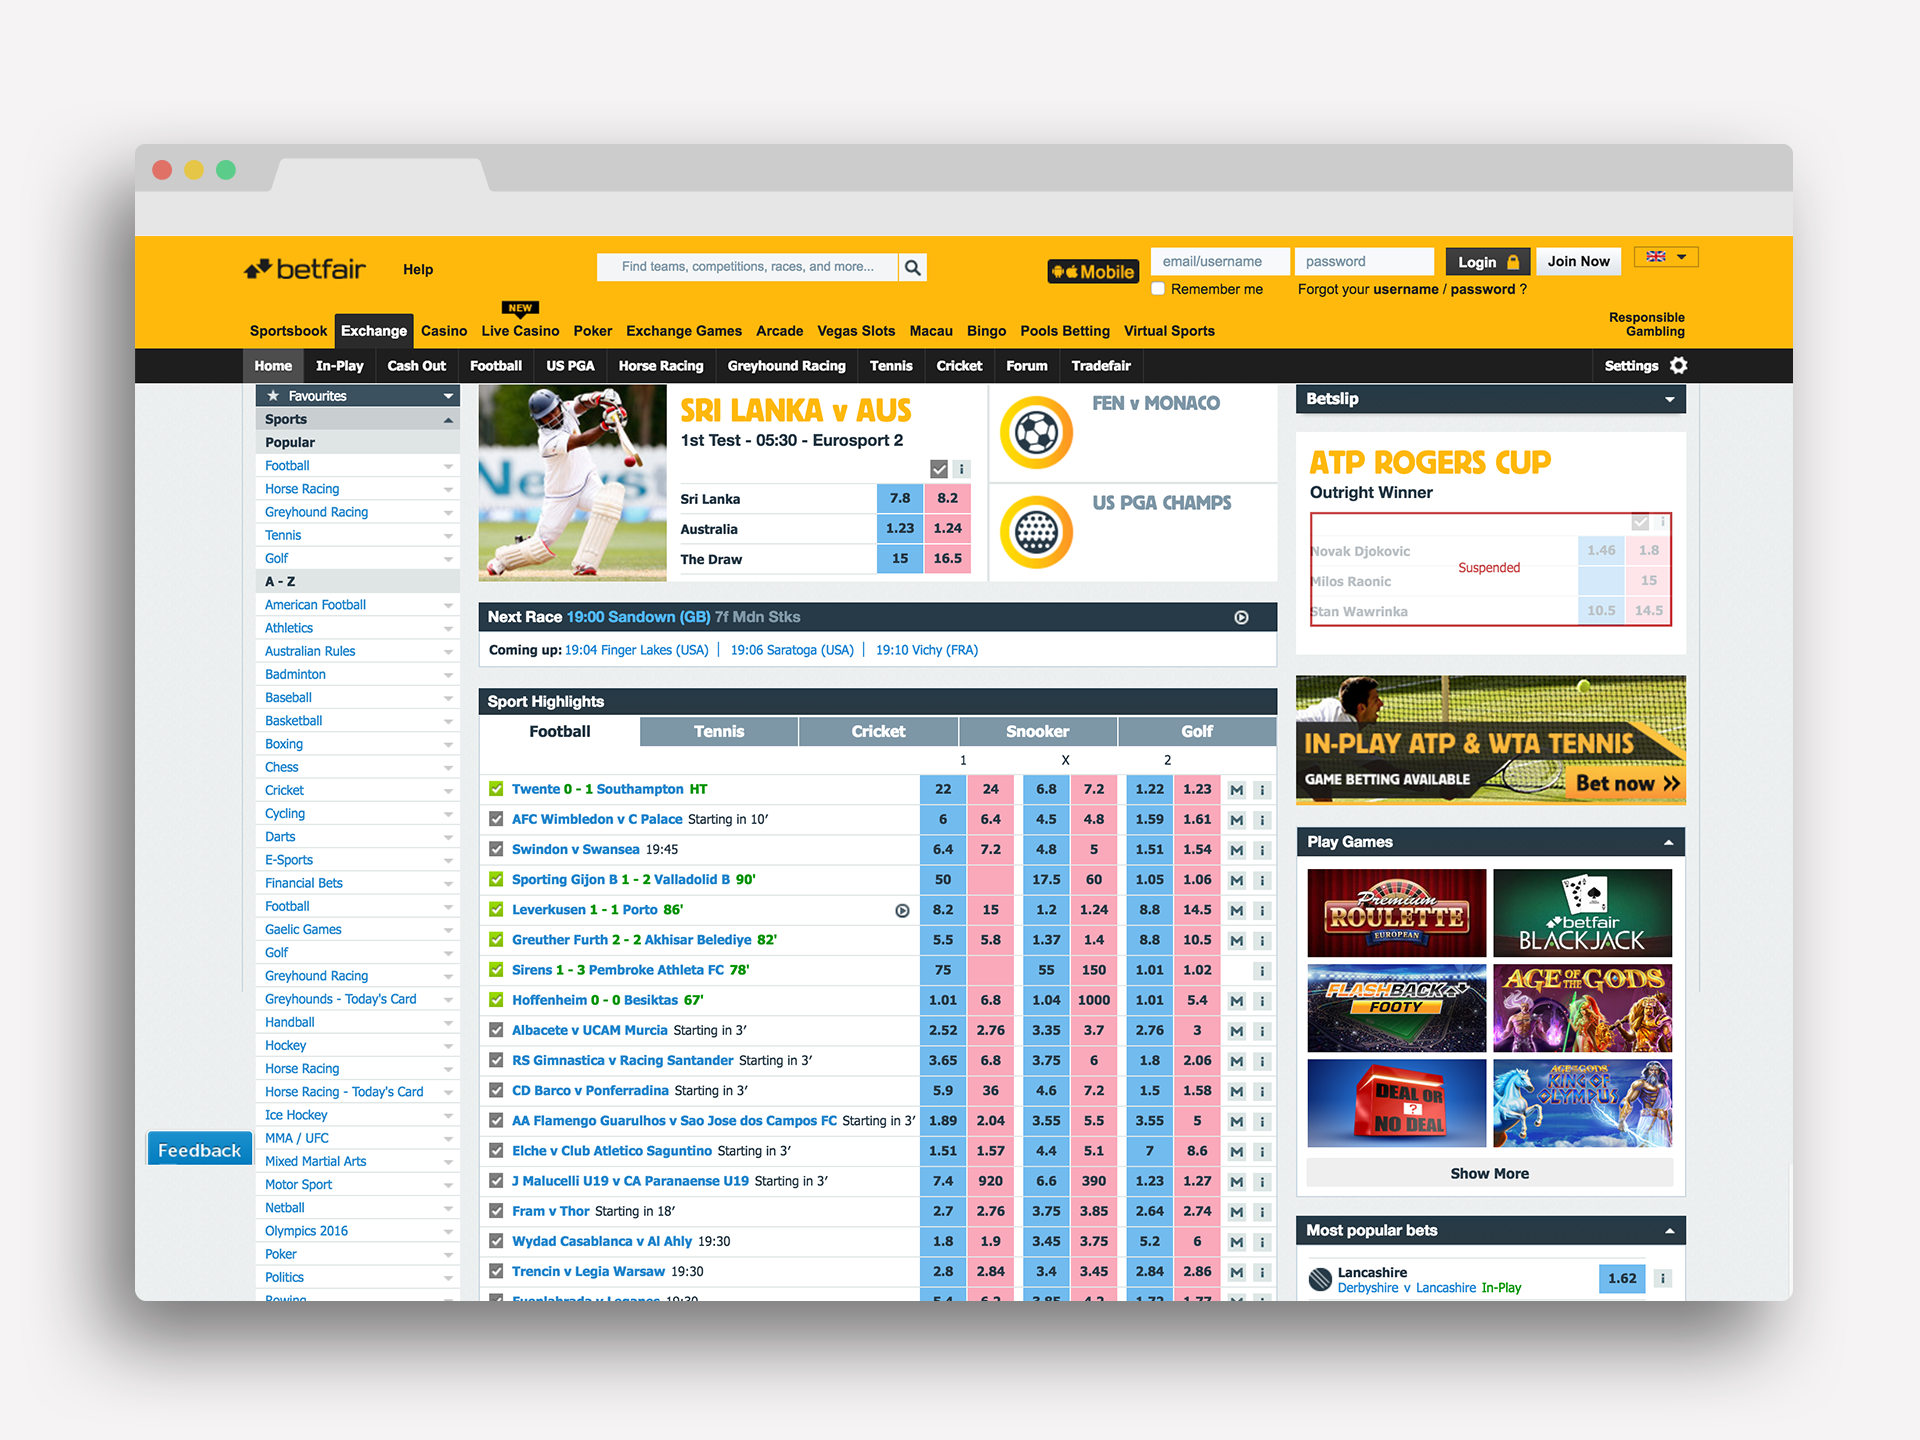 betfair
Help
Find teams, competitions, races, and more...
Mobile
email/username
password
Login
Join Now
Remember me
Forgot your username / password ?
NEW
Sportsbook Exchange Casino Live Casino Poker Exchange Games Arcade Vegas Slots Macau Bingo Pools Betting Virtual Sports
Responsible
Gambling
Home In-Play Cash Out Football US PGA Horse Racing Greyhound Racing Tennis Cricket Forum Tradefair Settings
Favourites
Sports
Popular
Football
Horse Racing
Greyhound Racing
Tennis
Golf
A - Z
American Football
Athletics
Australian Rules
Badminton
Baseball
Basketball
Boxing
Chess
Cricket
Cycling
Darts
E-Sports
Financial Bets
Football
Gaelic Games
Golf
Greyhound Racing
Greyhounds - Today's Card
Handball
Hockey
Horse Racing
Horse Racing - Today's Card
Ice Hockey
MMA / UFC
Mixed Martial Arts
Motor Sport
Netball
Olympics 2016
Poker
Politics
Rowing
Feedback
SRI LANKA v AUS
1st Test - 05:30 - Eurosport 2
i
Sri Lanka 7.8 8.2
Australia 1.23 1.24
The Draw 15 16.5
FEN v MONACO
US PGA CHAMPS
Next Race 19:00 Sandown (GB) 7f Mdn Stks
Coming up: 19:04 Finger Lakes (USA) | 19:06 Saratoga (USA) | 19:10 Vichy (FRA)
Sport Highlights
Football Tennis Cricket Snooker Golf
1 X 2
Twente 0 - 1 Southampton HT 22 24 6.8 7.2 1.22 1.23 M i
AFC Wimbledon v C Palace Starting in 10' 6 6.4 4.5 4.8 1.59 1.61 M i
Swindon v Swansea 19:45 6.4 7.2 4.8 5 1.51 1.54 M i
Sporting Gijon B 1 - 2 Valladolid B 90' 50 17.5 60 1.05 1.06 M i
Leverkusen 1 - 1 Porto 86' 8.2 15 1.2 1.24 8.8 14.5 M i
Greuther Furth 2 - 2 Akhisar Belediye 82' 5.5 5.8 1.37 1.4 8.8 10.5 M i
Sirens 1 - 3 Pembroke Athleta FC 78' 75 55 150 1.01 1.02 i
Hoffenheim 0 - 0 Besiktas 67' 1.01 6.8 1.04 1000 1.01 5.4 M i
Albacete v UCAM Murcia Starting in 3' 2.52 2.76 3.35 3.7 2.76 3 M i
RS Gimnastica v Racing Santander Starting in 3' 3.65 6.8 3.75 6 1.8 2.06 M i
CD Barco v Ponferradina Starting in 3' 5.9 36 4.6 7.2 1.5 1.58 M i
AA Flamengo Guarulhos v Sao Jose dos Campos FC Starting in 3' 1.89 2.04 3.55 5.5 3.55 5 M i
Elche v Club Atletico Saguntino Starting in 3' 1.51 1.57 4.4 5.1 7 8.6 M i
J Malucelli U19 v CA Paranaense U19 Starting in 3' 7.4 920 6.6 390 1.23 1.27 M i
Fram v Thor Starting in 18' 2.7 2.76 3.75 3.85 2.64 2.74 M i
Wydad Casablanca v Al Ahly 19:30 1.8 1.9 3.45 3.75 5.2 6 M i
Trencin v Legia Warsaw 19:30 2.8 2.84 3.4 3.45 2.84 2.86 M i
Betslip
ATP ROGERS CUP
Outright Winner
i
Novak Djokovic 1.46 1.8
Suspended
Milos Raonic 15
Stan Wawrinka 10.5 14.5
IN-PLAY ATP & WTA TENNIS
GAME BETTING AVAILABLE
Bet now
Play Games
Premium
ROULETTE
EUROPEAN
betfair
BLACKJACK
FLASHBACK
FOOTY
AGE OF THE GODS
DEAL OR
?
NO DEAL
AGE OF THE GODS
KING OF
OLYMPUS
Show More
Most popular bets
Lancashire
Derbyshire v Lancashire In-Play
1.62 i